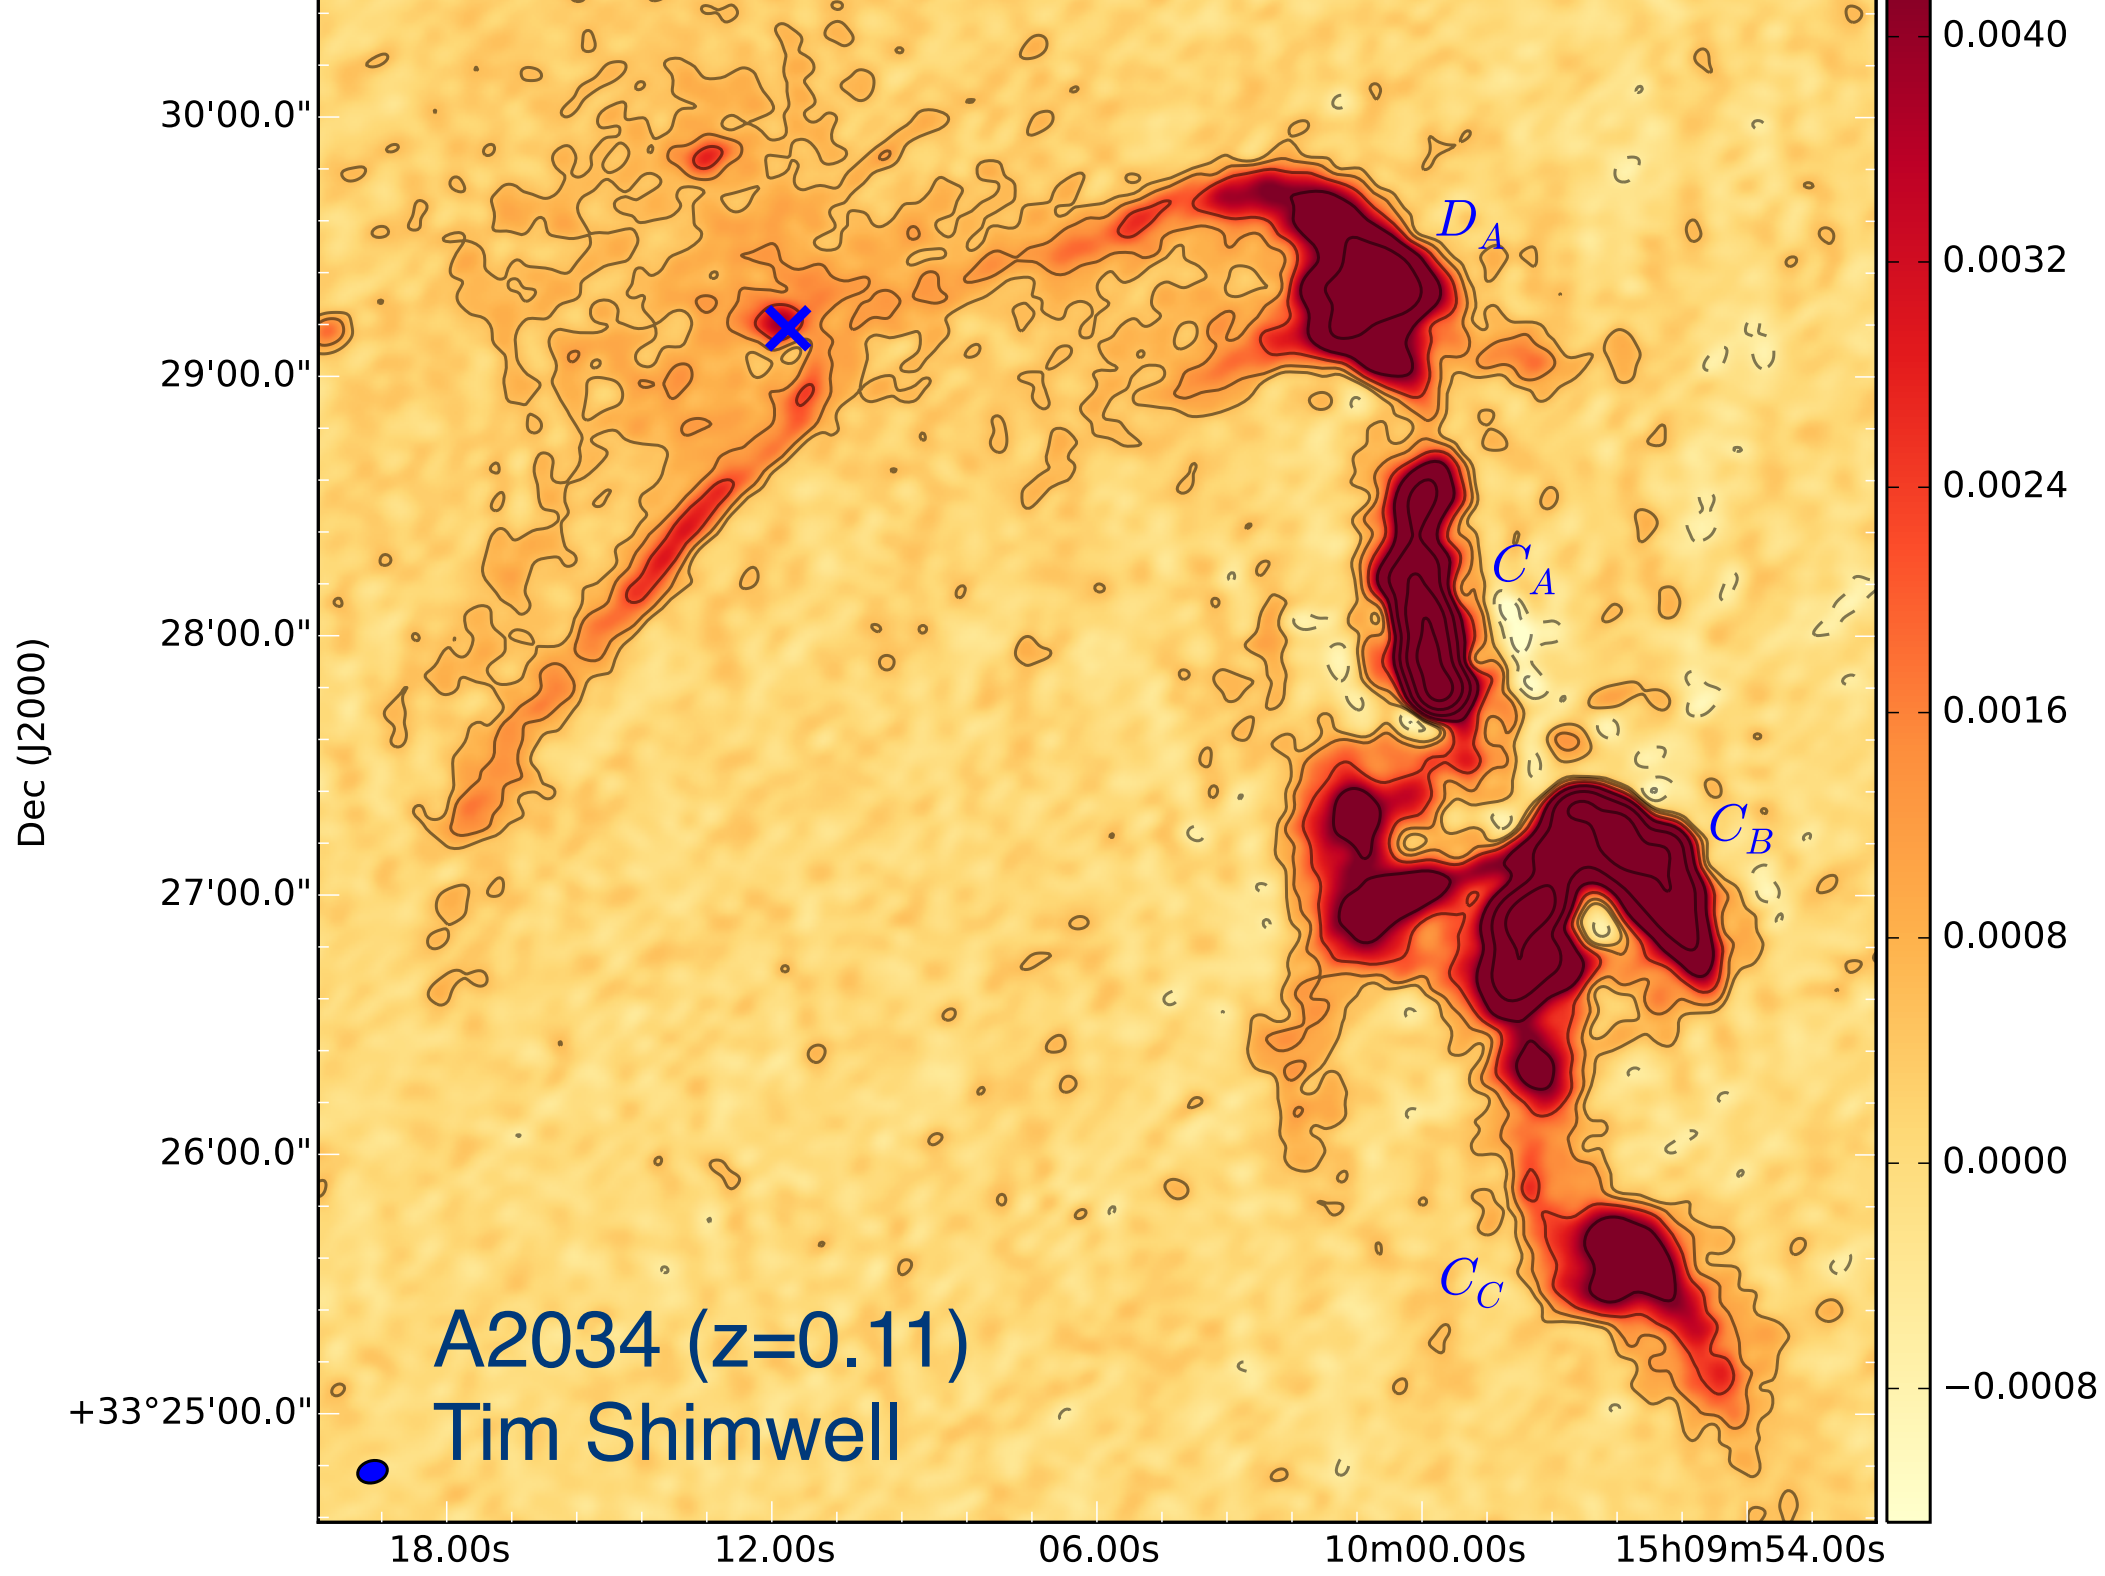 0.0040
30'00.0"
D_A
0.0032
29'00.0"
0.0024
C_A
28'00.0"
Dec (J2000)
0.0016
C_B
27'00.0"
0.0008
26'00.0"
0.0000
C_C
A2034 (z=0.11)
−0.0008
+33°25'00.0"
Tim Shimwell
18.00s 12.00s 06.00s 10m00.00s 15h09m54.00s